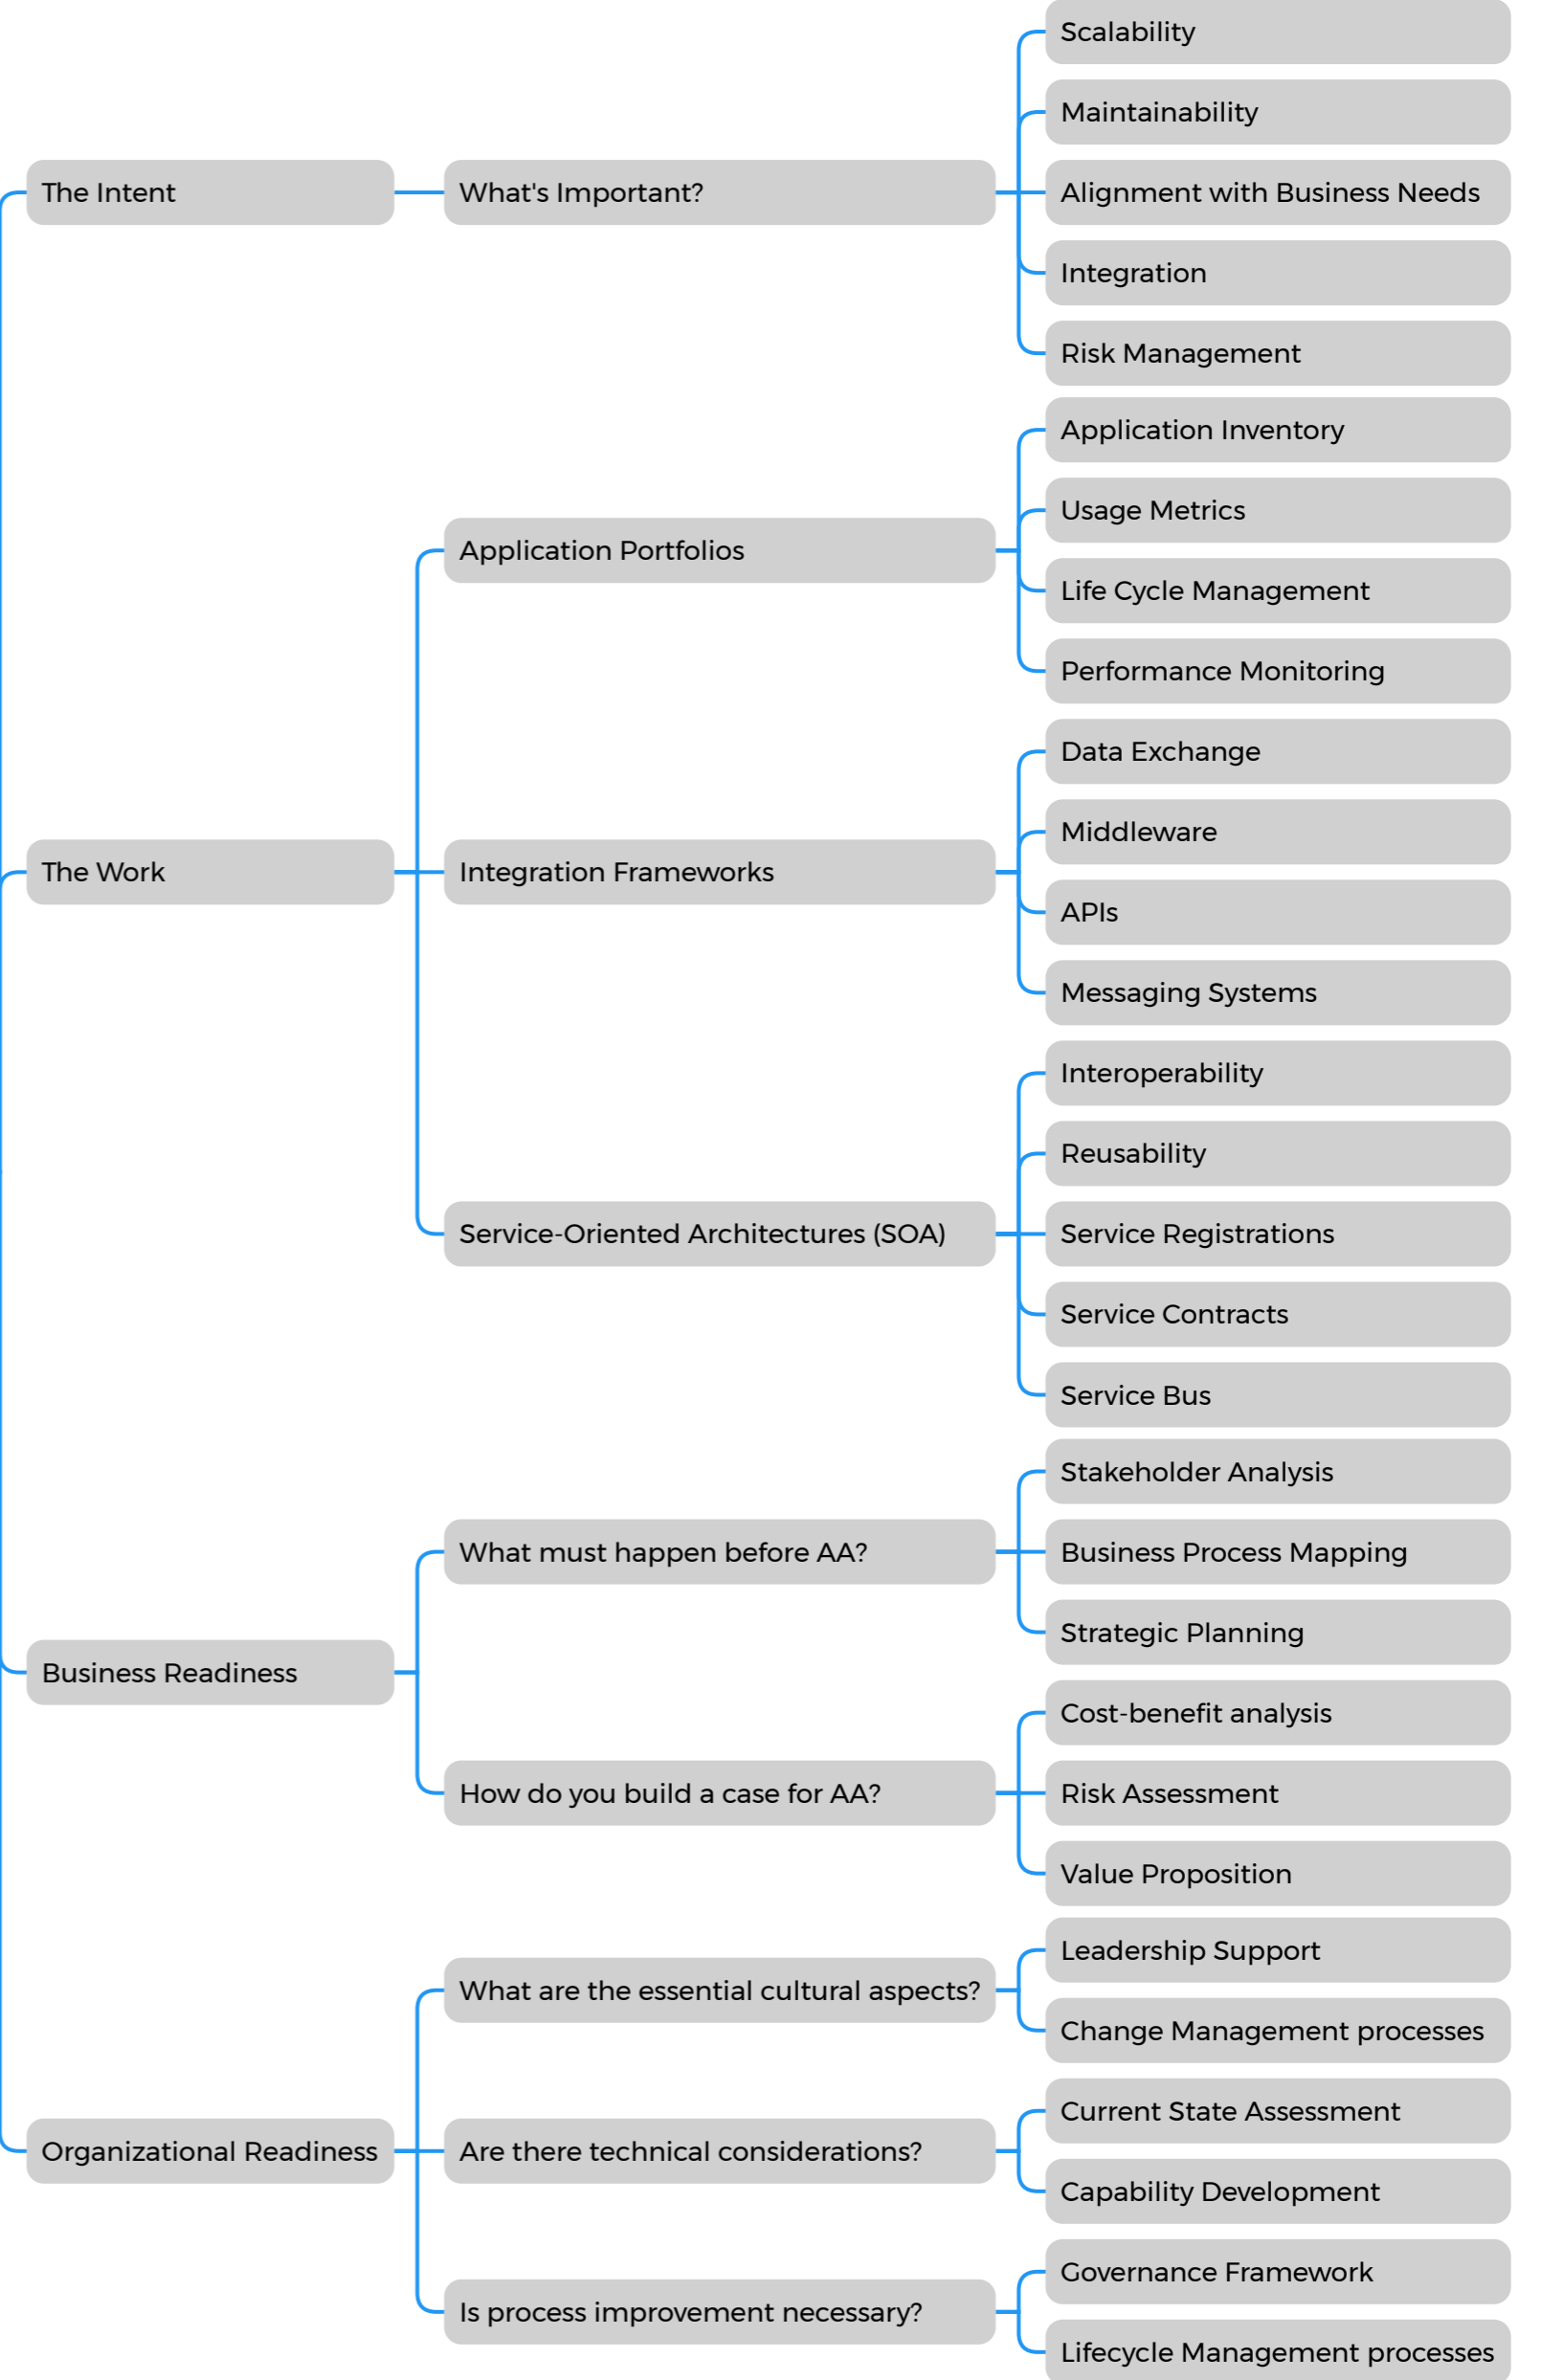 The Intent
What's Important?
Scalability
Maintainability
Alignment with Business Needs
Integration
Risk Management
The Work
Application Portfolios
Application Inventory
Usage Metrics
Life Cycle Management
Performance Monitoring
Integration Frameworks
Data Exchange
Middleware
APIs
Messaging Systems
Service-Oriented Architectures (SOA)
Interoperability
Reusability
Service Registrations
Service Contracts
Service Bus
Business Readiness
What must happen before AA?
Stakeholder Analysis
Business Process Mapping
Strategic Planning
How do you build a case for AA?
Cost-benefit analysis
Risk Assessment
Value Proposition
Organizational Readiness
What are the essential cultural aspects?
Leadership Support
Change Management processes
Are there technical considerations?
Current State Assessment
Capability Development
Is process improvement necessary?
Governance Framework
Lifecycle Management processes